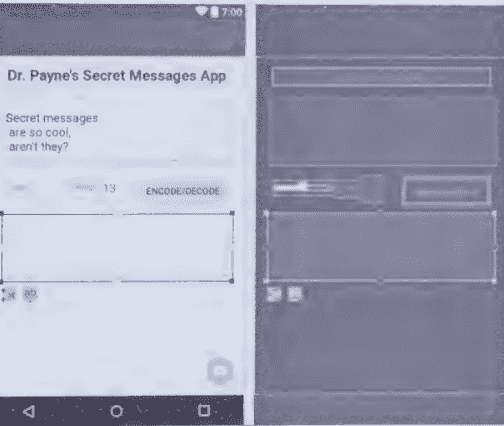 7:00
Dr. Payne's Secret Messages App
Secret messages
are so cool,
aren't they?
13 ENCODE/DECODE